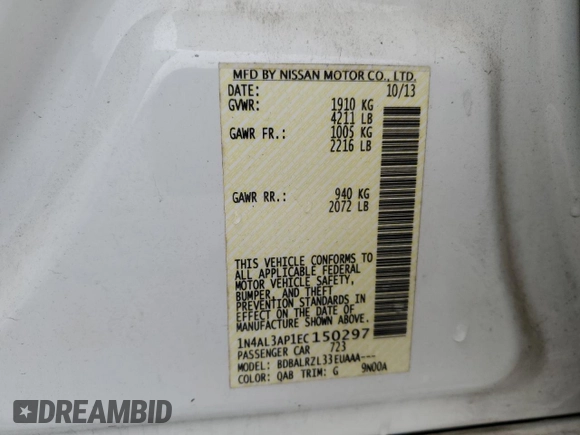 MFD BY NISSAN MOTOR CO., LTD.
DATE: 10/13
GVWR: 1910 KG
4211 LB
GAWR FR.: 1005 KG
2216 LB
GAWR RR.: 940 KG
2072 LB
THIS VEHICLE CONFORMS TO
ALL APPLICABLE FEDERAL
MOTOR VEHICLE SAFETY,
BUMPER, AND THEFT
PREVENTION STANDARDS IN
EFFECT ON THE DATE OF
MANUFACTURE SHOWN ABOVE.
1N4AL3AP1EC150297
PASSENGER CAR 723
MODEL: BDBALRZL33EUAAA---
COLOR: QAB TRIM: G 9N00A
DREAMBID